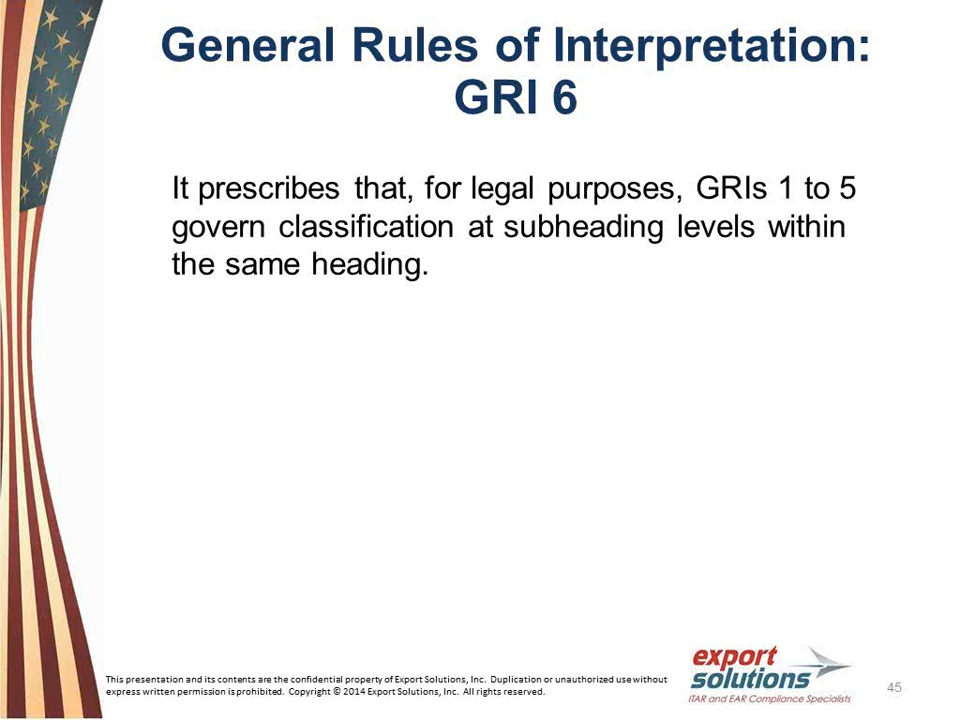 General Rules of Interpretation:
GRI 6
It prescribes that, for legal purposes, GRIs 1 to 5
govern classification at subheading levels within
the same heading.
This presentation and its contents are the confidential property of Export Solutions, Inc. Duplication or unauthorized use without
express written permission is prohibited. Copyright © 2014 Export Solutions, Inc. All rights reserved.
export
solutions
ITAR and EAR Compliance Specialists
45